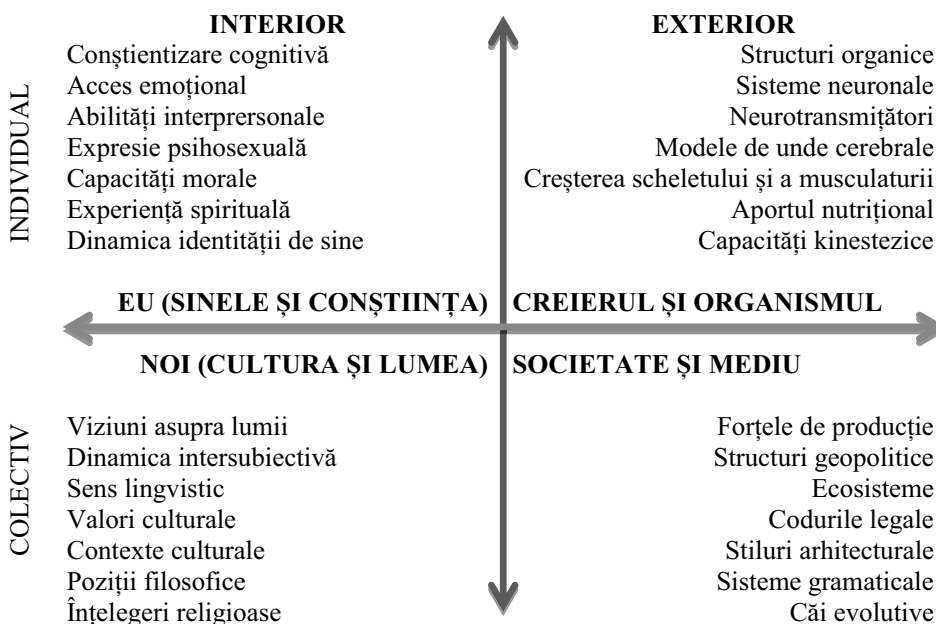 INTERIOR
EXTERIOR
INDIVIDUAL
Conștientizare cognitivă
Acces emoțional
Abilități interprersonale
Expresie psihosexuală
Capacități morale
Experiență spirituală
Dinamica identității de sine
Structuri organice
Sisteme neuronale
Neurotransmițători
Modele de unde cerebrale
Creșterea scheletului și a musculaturii
Aportul nutrițional
Capacități kinestezice
EU (SINELE ȘI CONȘTIINȚA)
CREIERUL ȘI ORGANISMUL
NOI (CULTURA ȘI LUMEA)
SOCIETATE ȘI MEDIU
COLECTIV
Viziuni asupra lumii
Dinamica intersubiectivă
Sens lingvistic
Valori culturale
Contexte culturale
Poziții filosofice
Înțelegeri religioase
Forțele de producție
Structuri geopolitice
Ecosisteme
Codurile legale
Stiluri arhitecturale
Sisteme gramaticale
Căi evolutive